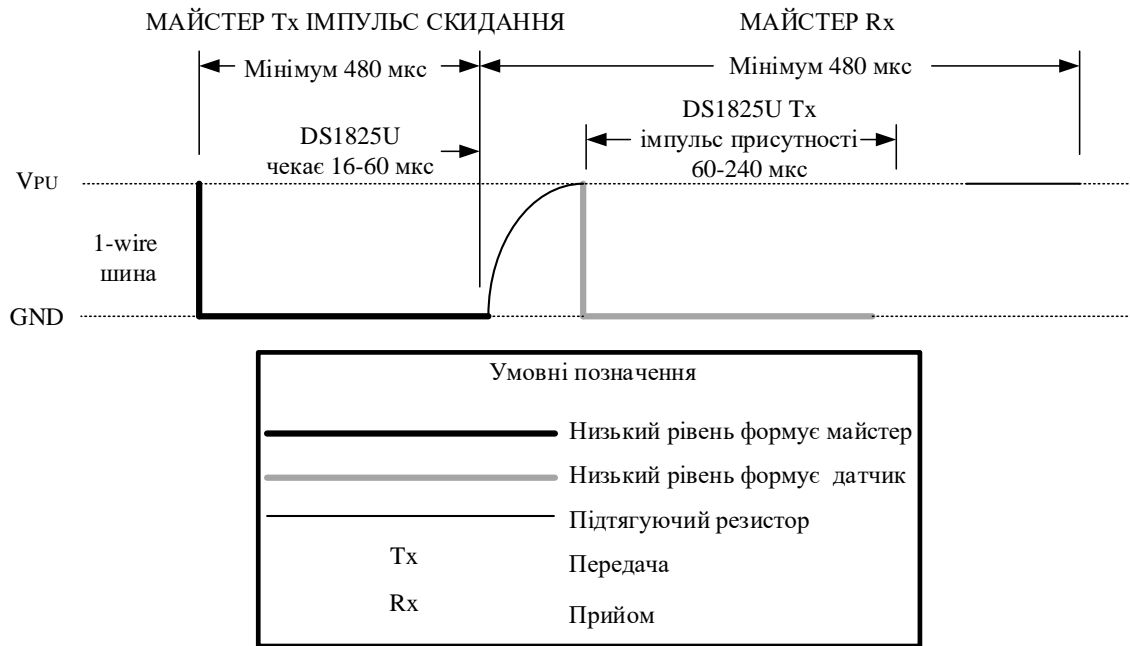 МАЙСТЕР Tx ІМПУЛЬС СКИДАННЯ
МАЙСТЕР Rx
Мінімум 480 мкс
Мінімум 480 мкс
DS1825U
чекає 16-60 мкс
DS1825U Tx
імпульс присутності
60-240 мкс
VPU
1-wire
шина
GND
Умовні позначення
Низький рівень формує майстер
Низький рівень формує датчик
Підтягуючий резистор
Tx
Передача
Rx
Прийом